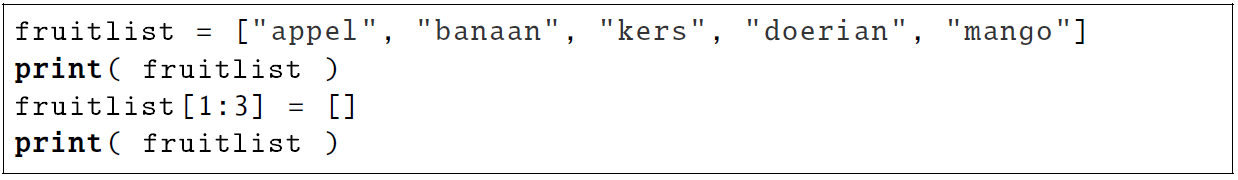 fruitlist = ["appel", "banaan", "kers", "doerian", "mango"]
print( fruitlist )
fruitlist[1:3] = []
print( fruitlist )